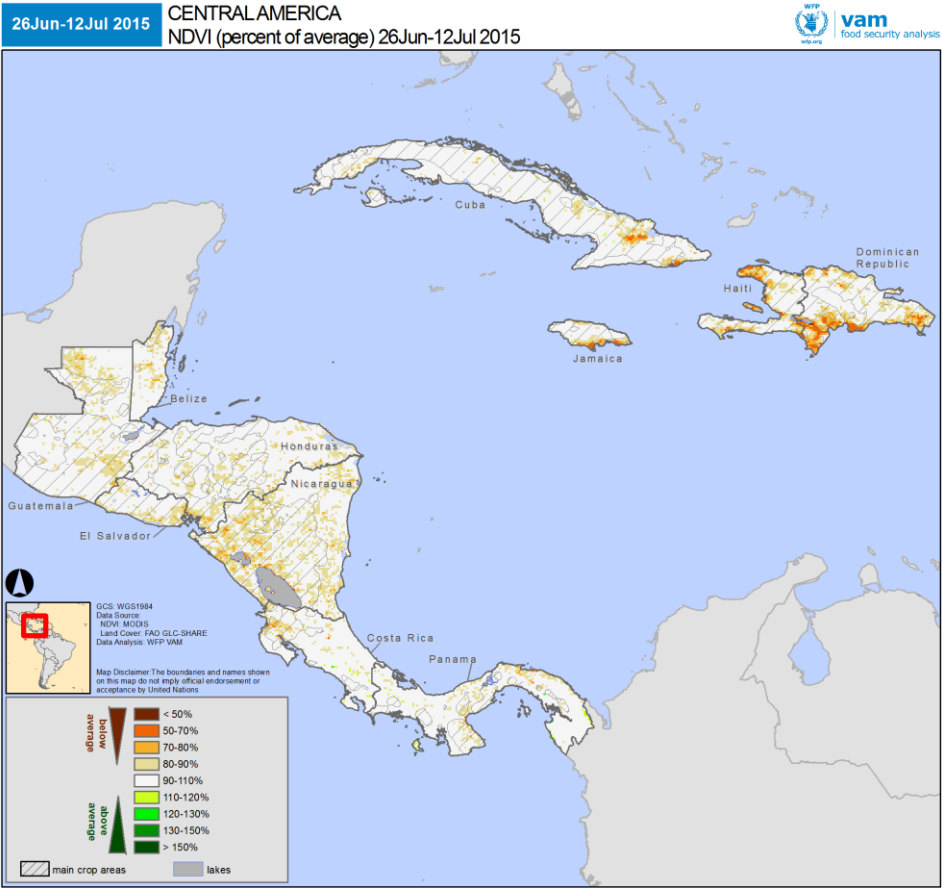 26Jun-12Jul 2015
CENTRAL AMERICA
NDVI (percent of average) 26Jun-12Jul 2015
WFP
wfp.org
vam
food security analysis
Cuba
Dominican
Republic
Haiti
Jamaica
Belize
Honduras
Nicaragua
Guatemala
El Salvador
Costa Rica
Panama
GCS: WGS1984
Data Source:
NDVI: MODIS
Land Cover: FAO GLC-SHARE
Data Analysis: WFP VAM
Map Disclaimer:The boundaries and names shown
on this map do not imply official endorsement or
acceptance by United Nations
below
average
< 50%
50-70%
70-80%
80-90%
90-110%
above
average
110-120%
120-130%
130-150%
> 150%
main crop areas
lakes